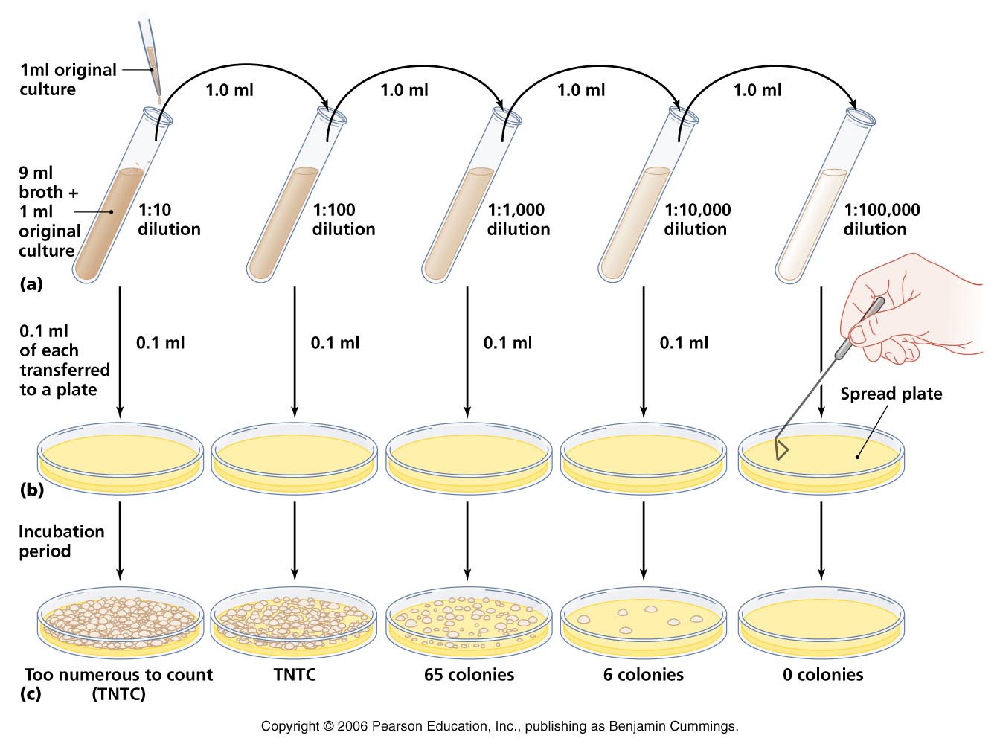 1ml original
culture
1.0 ml
1.0 ml
1.0 ml
1.0 ml
9 ml
broth +
1 ml
original
culture
1:10
dilution
1:100
dilution
1:1,000
dilution
1:10,000
dilution
1:100,000
dilution
(a)
0.1 ml
of each
transferred
to a plate
0.1 ml
0.1 ml
0.1 ml
0.1 ml
Spread plate
(b)
Incubation
period
Too numerous to count
(TNTC)
TNTC
65 colonies
6 colonies
0 colonies
(c)
Copyright © 2006 Pearson Education, Inc., publishing as Benjamin Cummings.